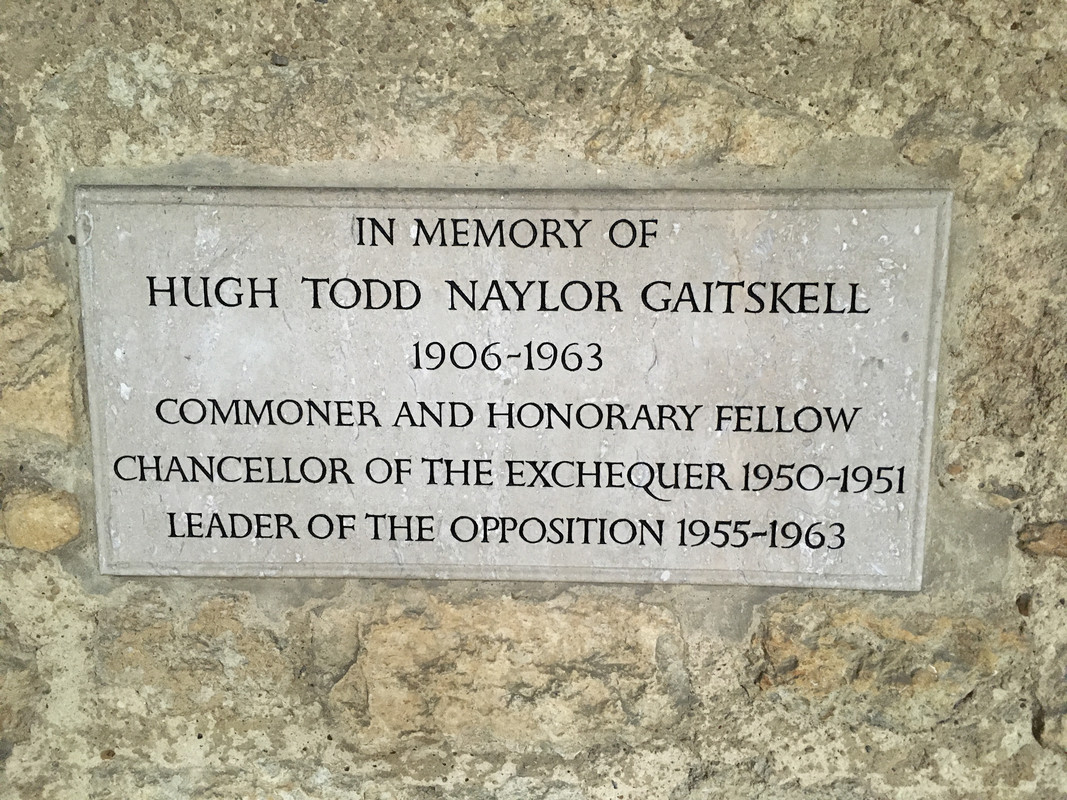 IN MEMORY OF
HUGH TODD NAYLOR GAITSKELL
1906-1963
COMMONER AND HONORARY FELLOW
CHANCELLOR OF THE EXCHEQUER 1950-1951
LEADER OF THE OPPOSITION 1955-1963